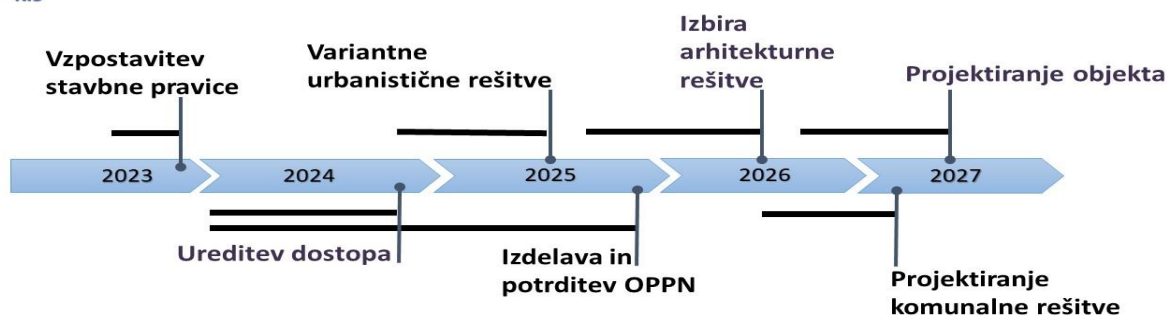 Vzpostavitev
stavbne pravice
Variantne
urbanistične rešitve
Izbira
arhitekturne
rešitve
Projektiranje objekta
2023
2024
2025
2026
2027
Ureditev dostopa
Izdelava in
potrditev OPPN
Projektiranje
komunalne rešitve